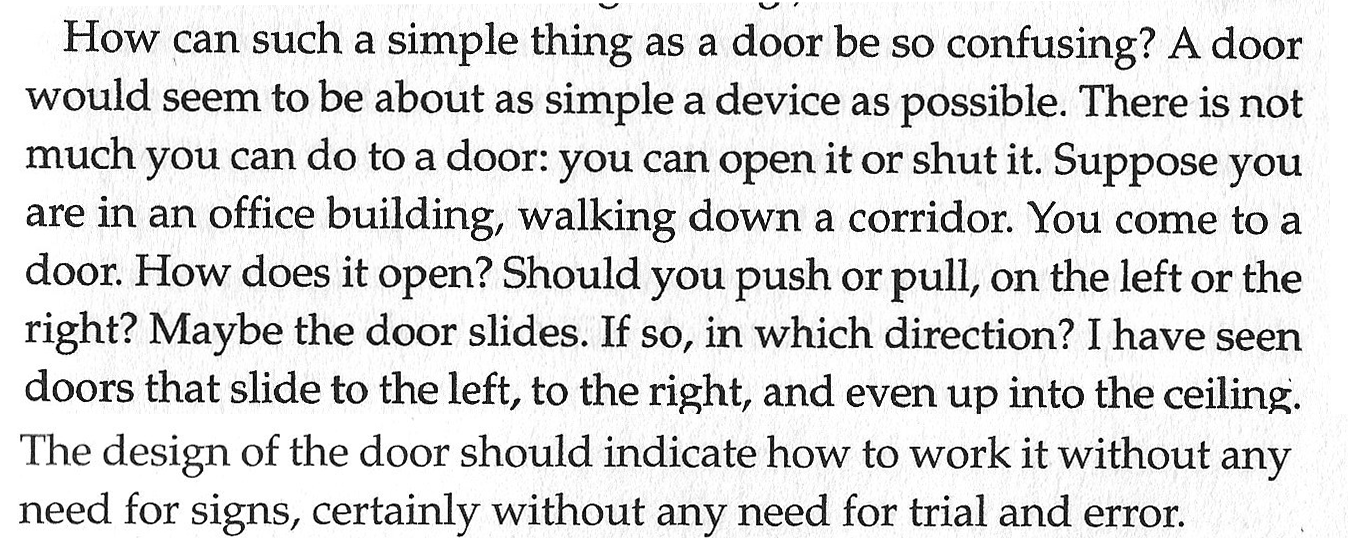 How can such a simple thing as a door be so confusing? A door
would seem to be about as simple a device as possible. There is not
much you can do to a door: you can open it or shut it. Suppose you
are in an office building, walking down a corridor. You come to a
door. How does it open? Should you push or pull, on the left or the
right? Maybe the door slides. If so, in which direction? I have seen
doors that slide to the left, to the right, and even up into the ceiling.
The design of the door should indicate how to work it without any
need for signs, certainly without any need for trial and error.